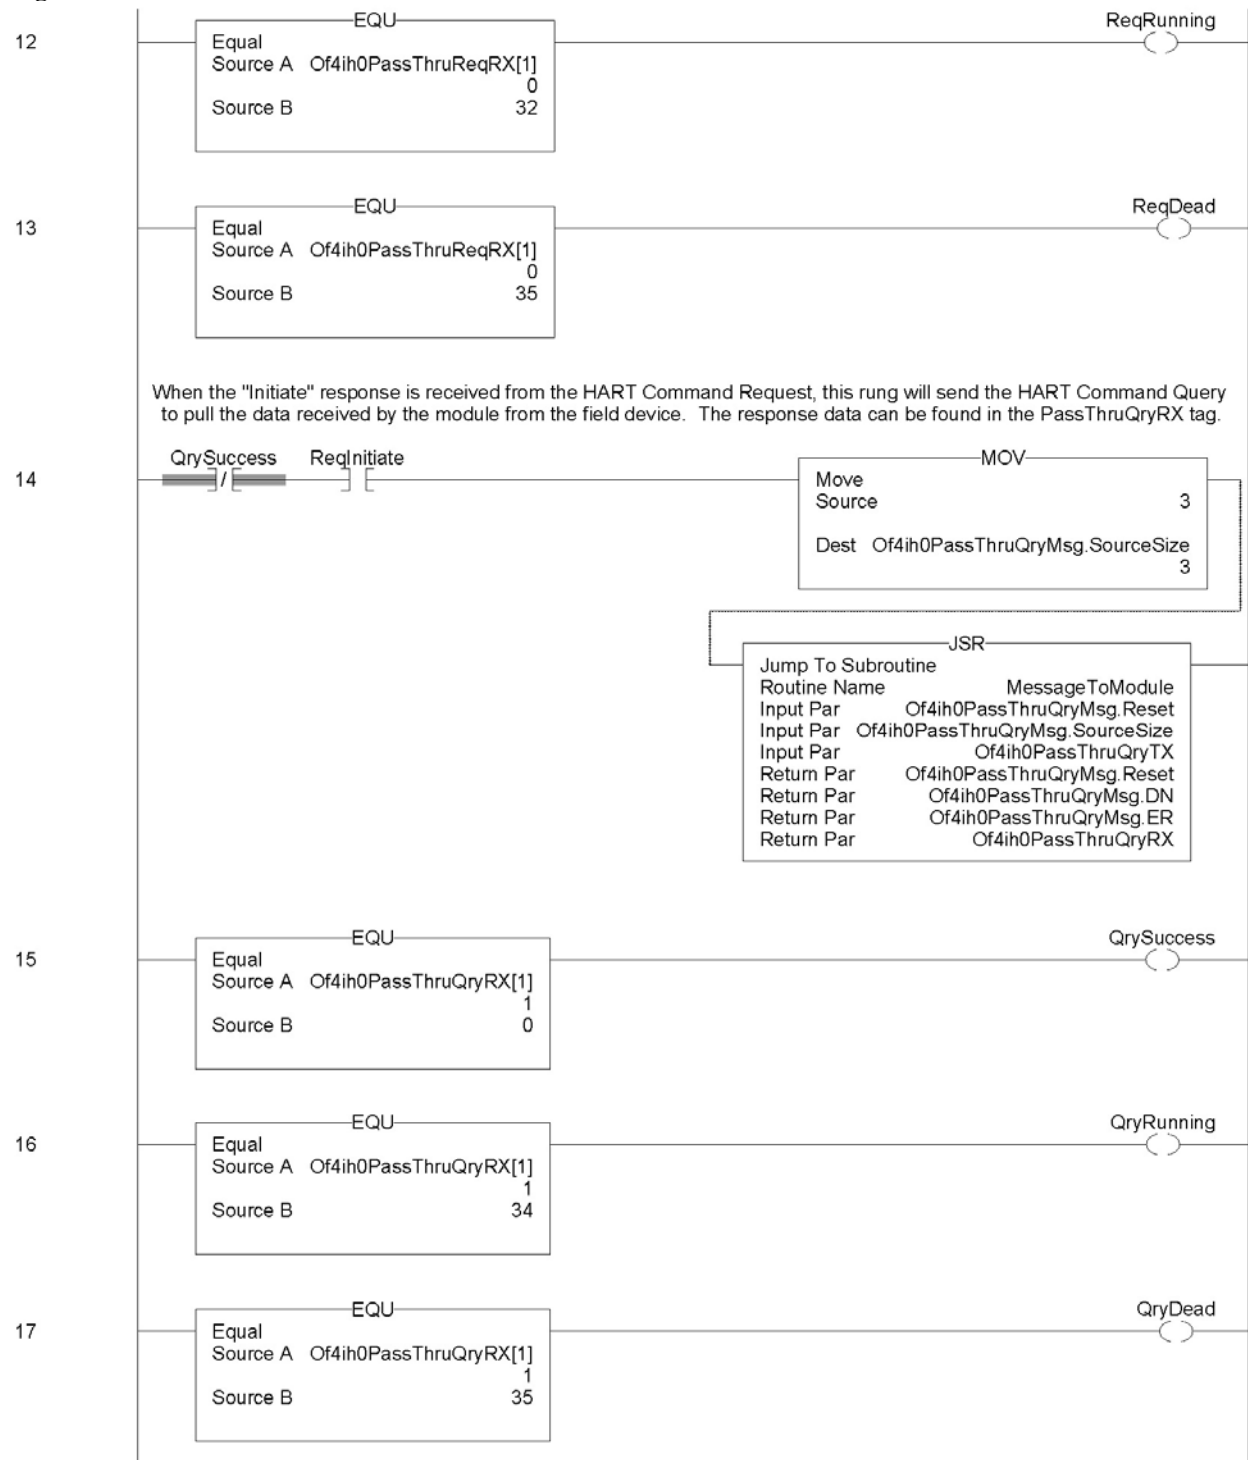 12
EQU
ReqRunning
Equal
Source A Of4ih0PassThruReqRX[1]
0
Source B 32
13
EQU
ReqDead
Equal
Source A Of4ih0PassThruReqRX[1]
0
Source B 35
When the "Initiate" response is received from the HART Command Request, this rung will send the HART Command Query
to pull the data received by the module from the field device. The response data can be found in the PassThruQryRX tag.
14
QrySuccess ReqInitiate
/
MOV
Move
Source 3
Dest Of4ih0PassThruQryMsg.SourceSize
3
JSR
Jump To Subroutine
Routine Name MessageToModule
Input Par Of4ih0PassThruQryMsg.Reset
Input Par Of4ih0PassThruQryMsg.SourceSize
Input Par Of4ih0PassThruQryTX
Return Par Of4ih0PassThruQryMsg.Reset
Return Par Of4ih0PassThruQryMsg.DN
Return Par Of4ih0PassThruQryMsg.ER
Return Par Of4ih0PassThruQryRX
15
EQU
QrySuccess
Equal
Source A Of4ih0PassThruQryRX[1]
1
Source B 0
16
EQU
QryRunning
Equal
Source A Of4ih0PassThruQryRX[1]
1
Source B 34
17
EQU
QryDead
Equal
Source A Of4ih0PassThruQryRX[1]
1
Source B 35